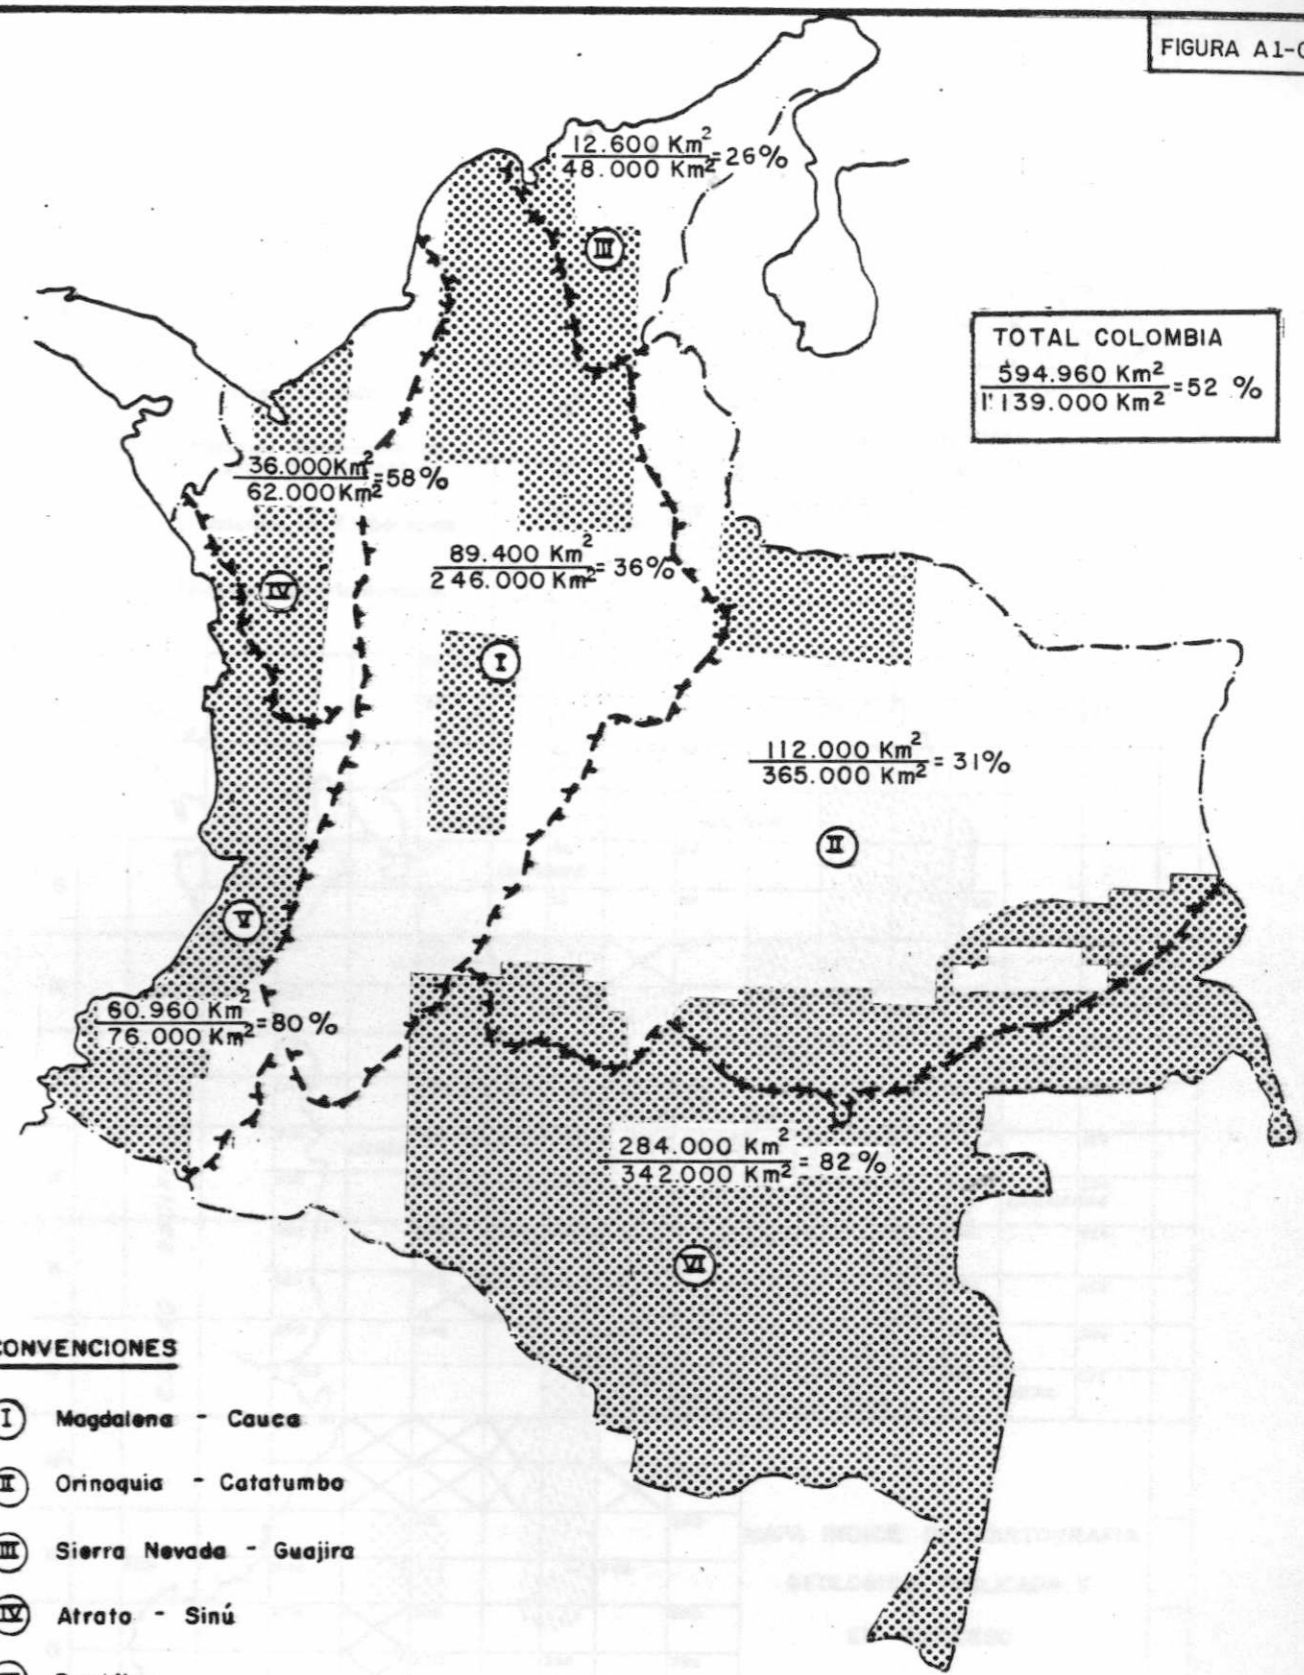 FIGURA A1-
12.600 Km²
48.000 Km² = 26%
III
TOTAL COLOMBIA
594.960 Km²
1'139.000 Km² = 52 %
36.000 Km²
62.000 Km² = 58%
89.400 Km²
246.000 Km² = 36%
IV
I
112.000 Km²
365.000 Km² = 31%
II
V
60.960 Km²
76.000 Km² = 80%
284.000 Km²
342.000 Km² = 82%
VI
CONVENCIONES
I Magdalena - Cauca
II Orinoquia - Catatumbo
III Sierra Nevada - Guajira
IV Atrato - Sinú